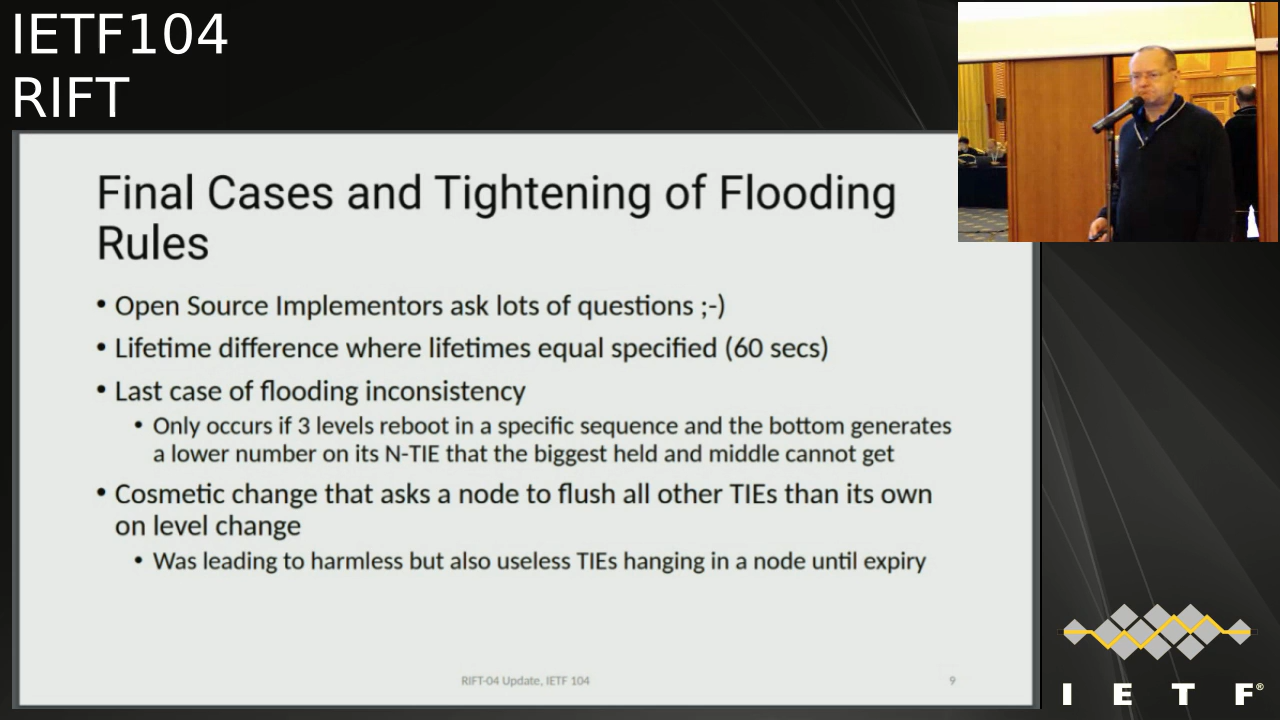 IETF104
RIFT
Final Cases and Tightening of Flooding
Rules
• Open Source Implementors ask lots of questions ;-)
• Lifetime difference where lifetimes equal specified (60 secs)
• Last case of flooding inconsistency
• Only occurs if 3 levels reboot in a specific sequence and the bottom generates
a lower number on its N-TIE that the biggest held and middle cannot get
• Cosmetic change that asks a node to flush all other TIEs than its own
on level change
• Was leading to harmless but also useless TIEs hanging in a node until expiry
RIFT-04 Update, IETF 104
9
I E T F®